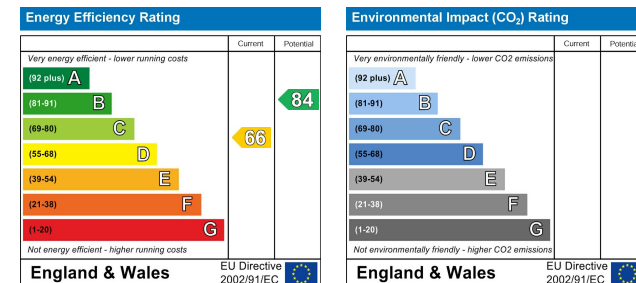 Energy Efficiency Rating
Current Potential
Very energy efficient - lower running costs
(92 plus) A
(81-91) B
84
(69-80) C
66
(55-68) D
(39-54) E
(21-38) F
(1-20) G
Not energy efficient - higher running costs
England & Wales
EU Directive
2002/91/EC
Environmental Impact (CO₂) Rating
Current Potential
Very environmentally friendly - lower CO2 emissions
(92 plus) A
(81-91) B
(69-80) C
(55-68) D
(39-54) E
(21-38) F
(1-20) G
Not environmentally friendly - higher CO2 emissions
England & Wales
EU Directive
2002/91/EC